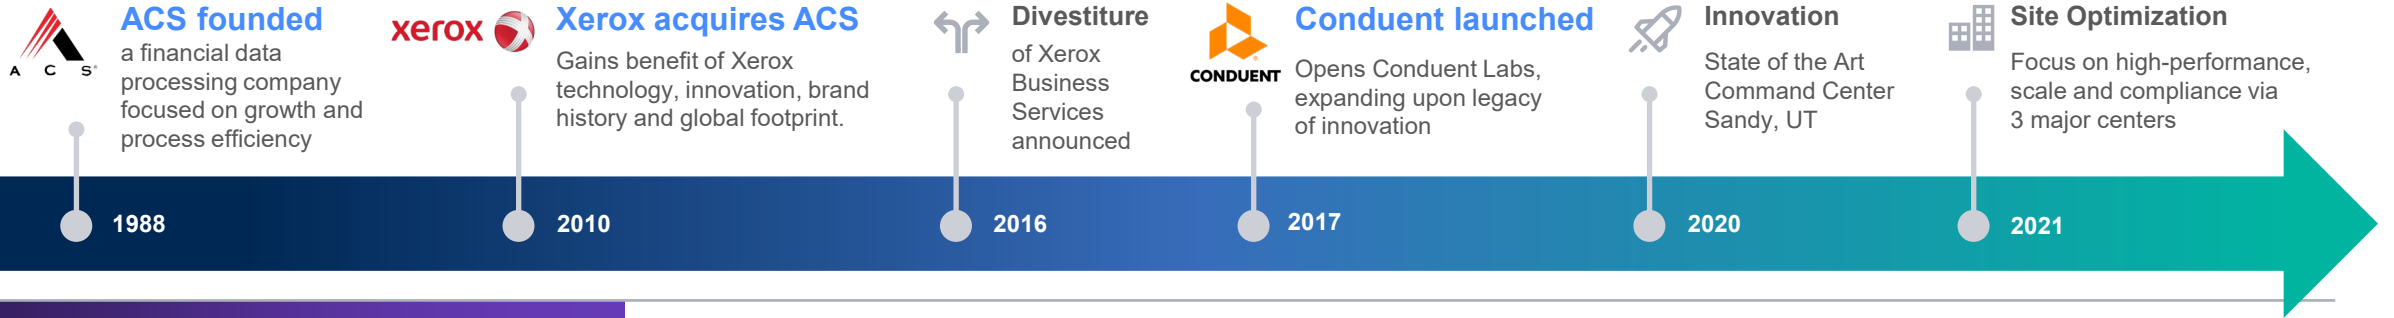 ACS founded
a financial data
processing company
focused on growth and
process efficiency
A C S®
xerox
Xerox acquires ACS
Gains benefit of Xerox
technology, innovation, brand
history and global footprint.
Divestiture
of Xerox
Business
Services
announced
CONDUENT
Conduent launched
Opens Conduent Labs,
expanding upon legacy
of innovation
Innovation
State of the Art
Command Center
Sandy, UT
Site Optimization
Focus on high-performance,
scale and compliance via
3 major centers
1988
2010
2016
2017
2020
2021